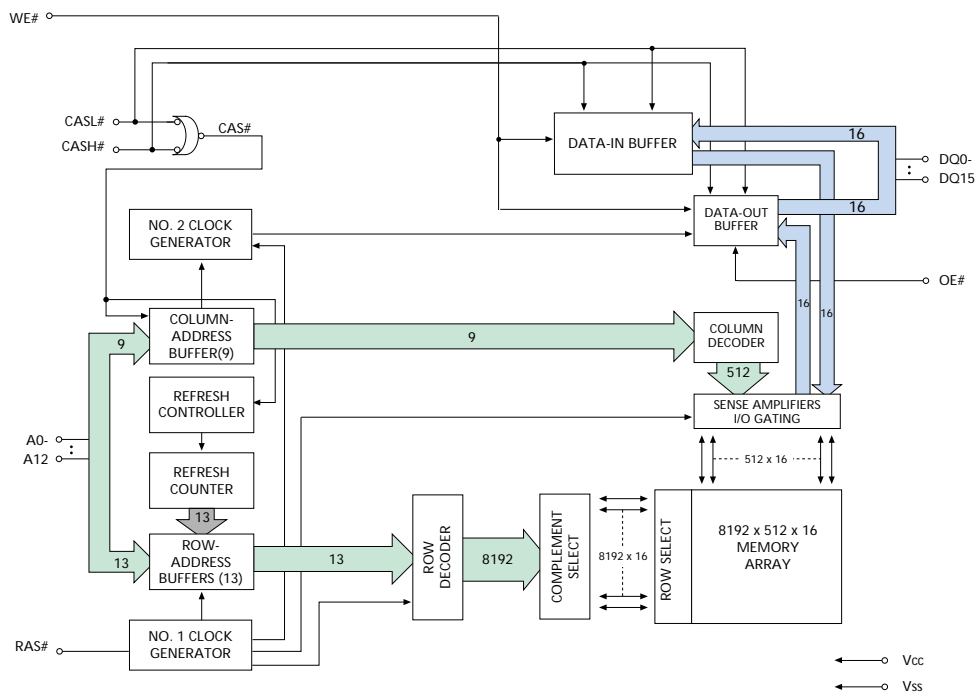 WE#
CASL#
CASH#
CAS#
DATA-IN BUFFER
16
DQ0-
DQ15
16
DATA-OUT
BUFFER
NO. 2 CLOCK
GENERATOR
OE#
16
16
COLUMN-
ADDRESS
BUFFER(9)
9
9
COLUMN
DECODER
512
REFRESH
CONTROLLER
SENSE AMPLIFIERS
I/O GATING
A0-
A12
512 x 16
REFRESH
COUNTER
13
ROW-
ADDRESS
BUFFERS (13)
13
13
ROW
DECODER
8192
COMPLEMENT
SELECT
8192 x 16
ROW SELECT
8192 x 512 x 16
MEMORY
ARRAY
RAS#
NO. 1 CLOCK
GENERATOR
Vcc
Vss